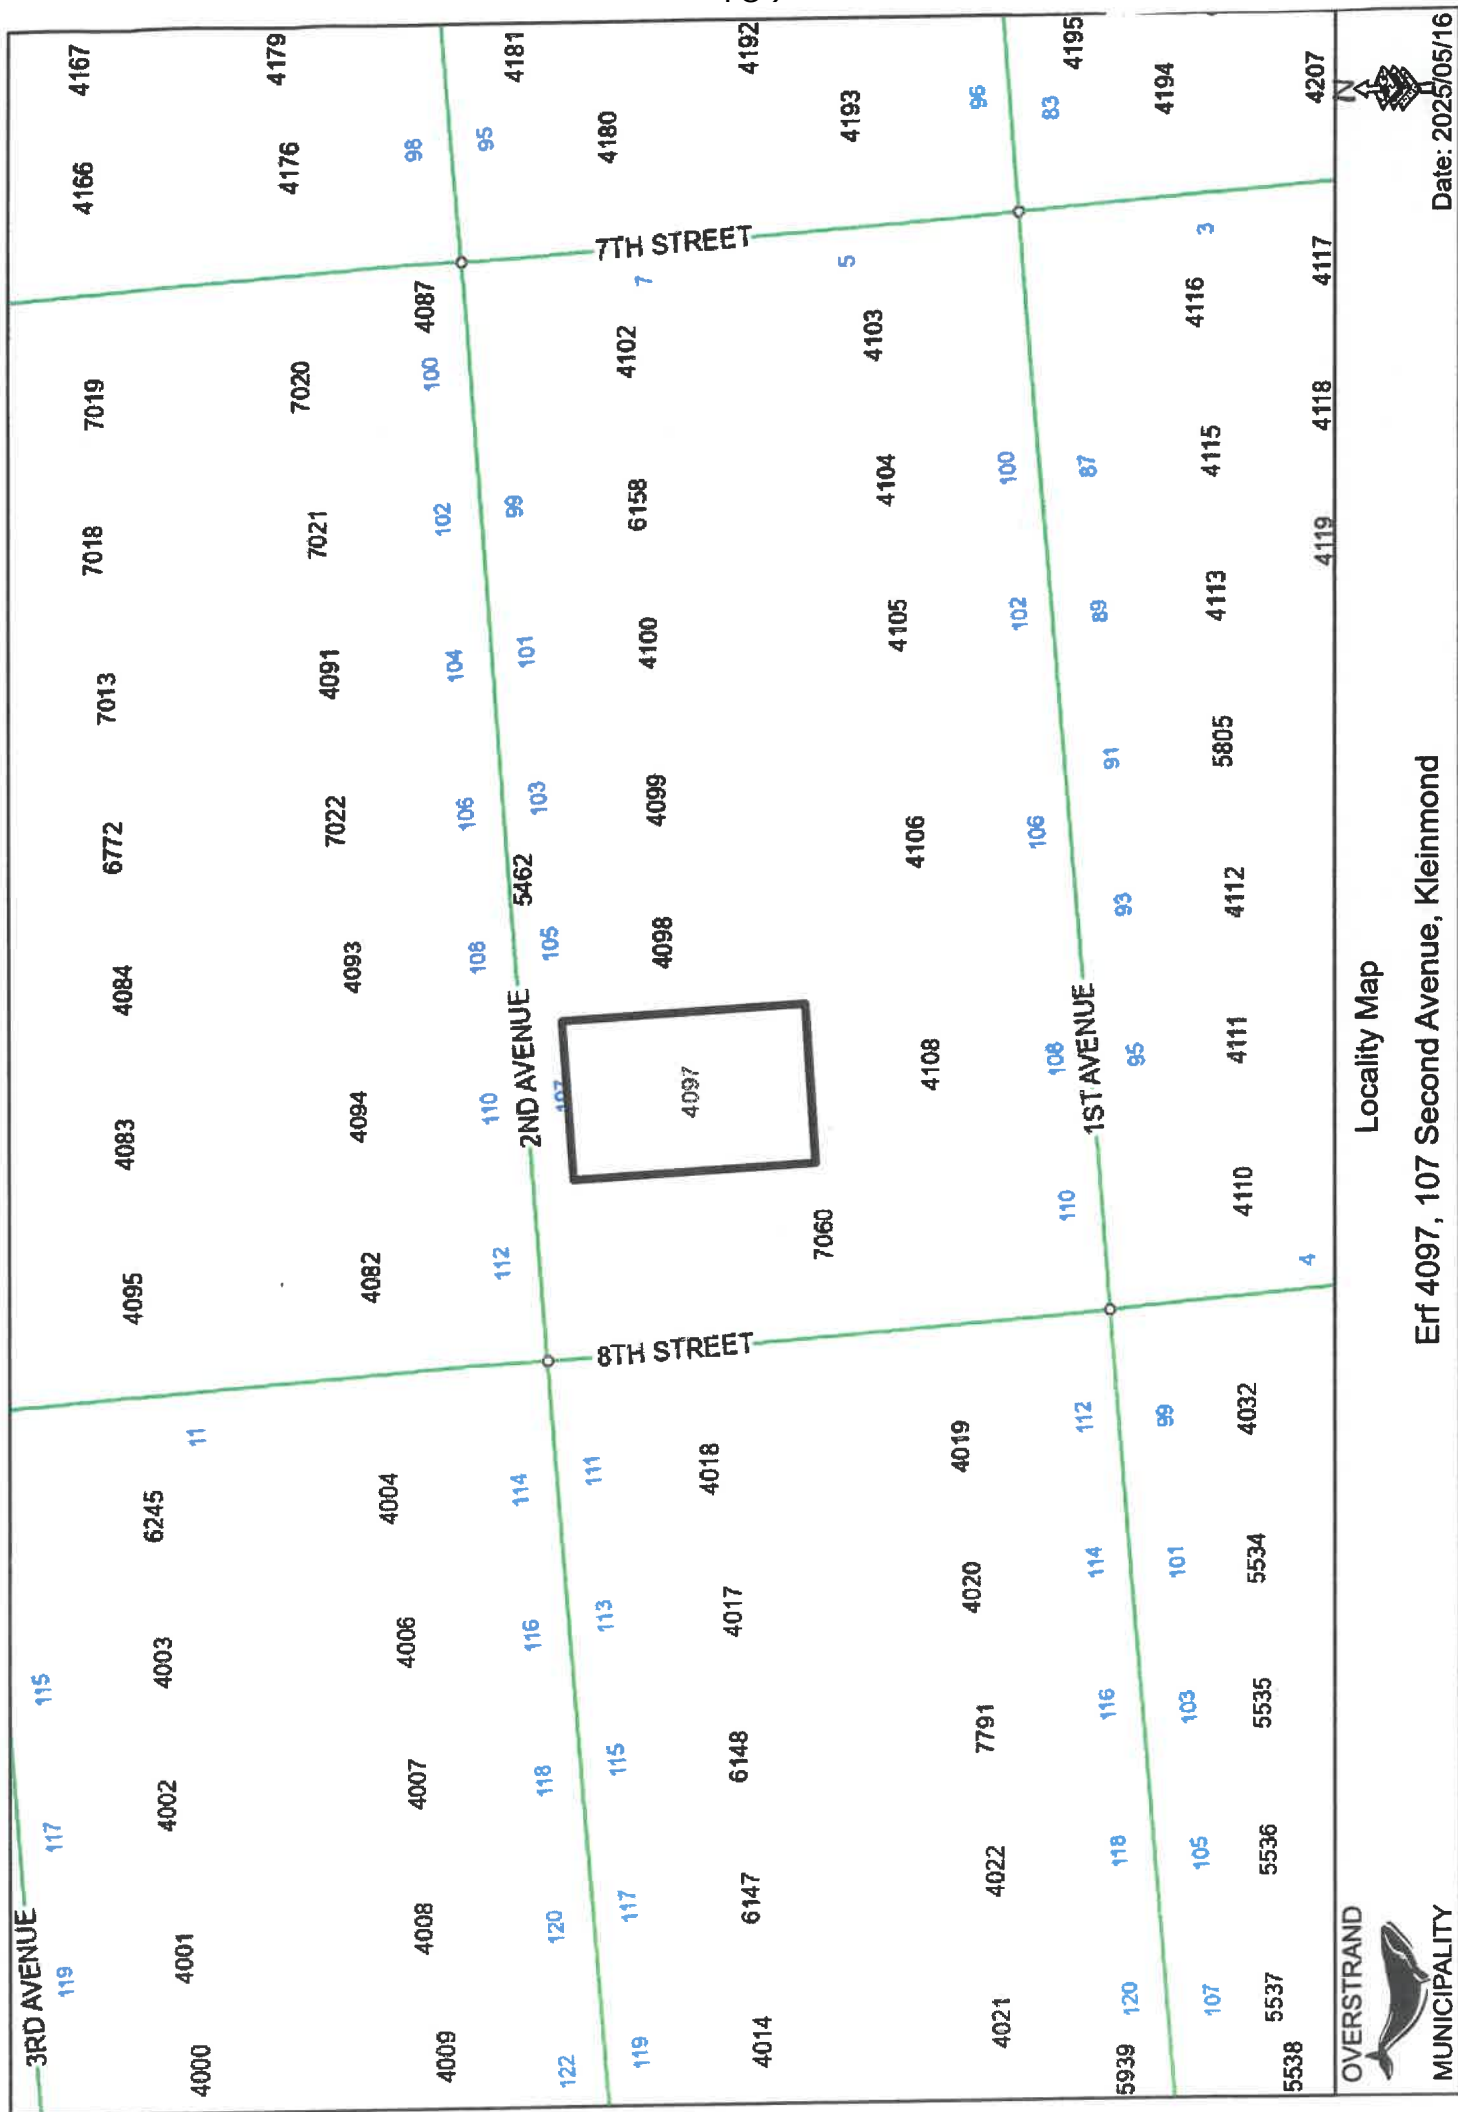 3RD AVENUE
119 117 115
4000 4001 4002 4003 6245 11 4095 4083 4084 6772 7013 7018 7019 4166 4167
4009 4008 4007 4006 4004 4082 4094 4093 7022 4091 7021 7020 4087 4176 4179
122 120 118 116 114 112 110 108 106 104 102 100 98
2ND AVENUE 5462
119 117 115 113 111 107 105 103 101 99 95 4181
4014 6147 6148 4017 4018 4097 4098 4099 4100 6158 4102 7 4180 4192
8TH STREET 7TH STREET
7060
4021 4022 7791 4020 4019 4108 4106 4105 4104 4103 5 4193
120 118 116 114 112 110 108 106 102 100 96
1ST AVENUE
5939 107 105 103 101 99 95 93 91 89 87 83 4195
5538 5537 5536 5535 5534 4032 4110 4111 4112 5805 4113 4115 4116 3 4194
4 4119 4118 4117 4207
OVERSTRAND
MUNICIPALITY
Locality Map
Erf 4097, 107 Second Avenue, Kleinmond
N
Date: 2025/05/16